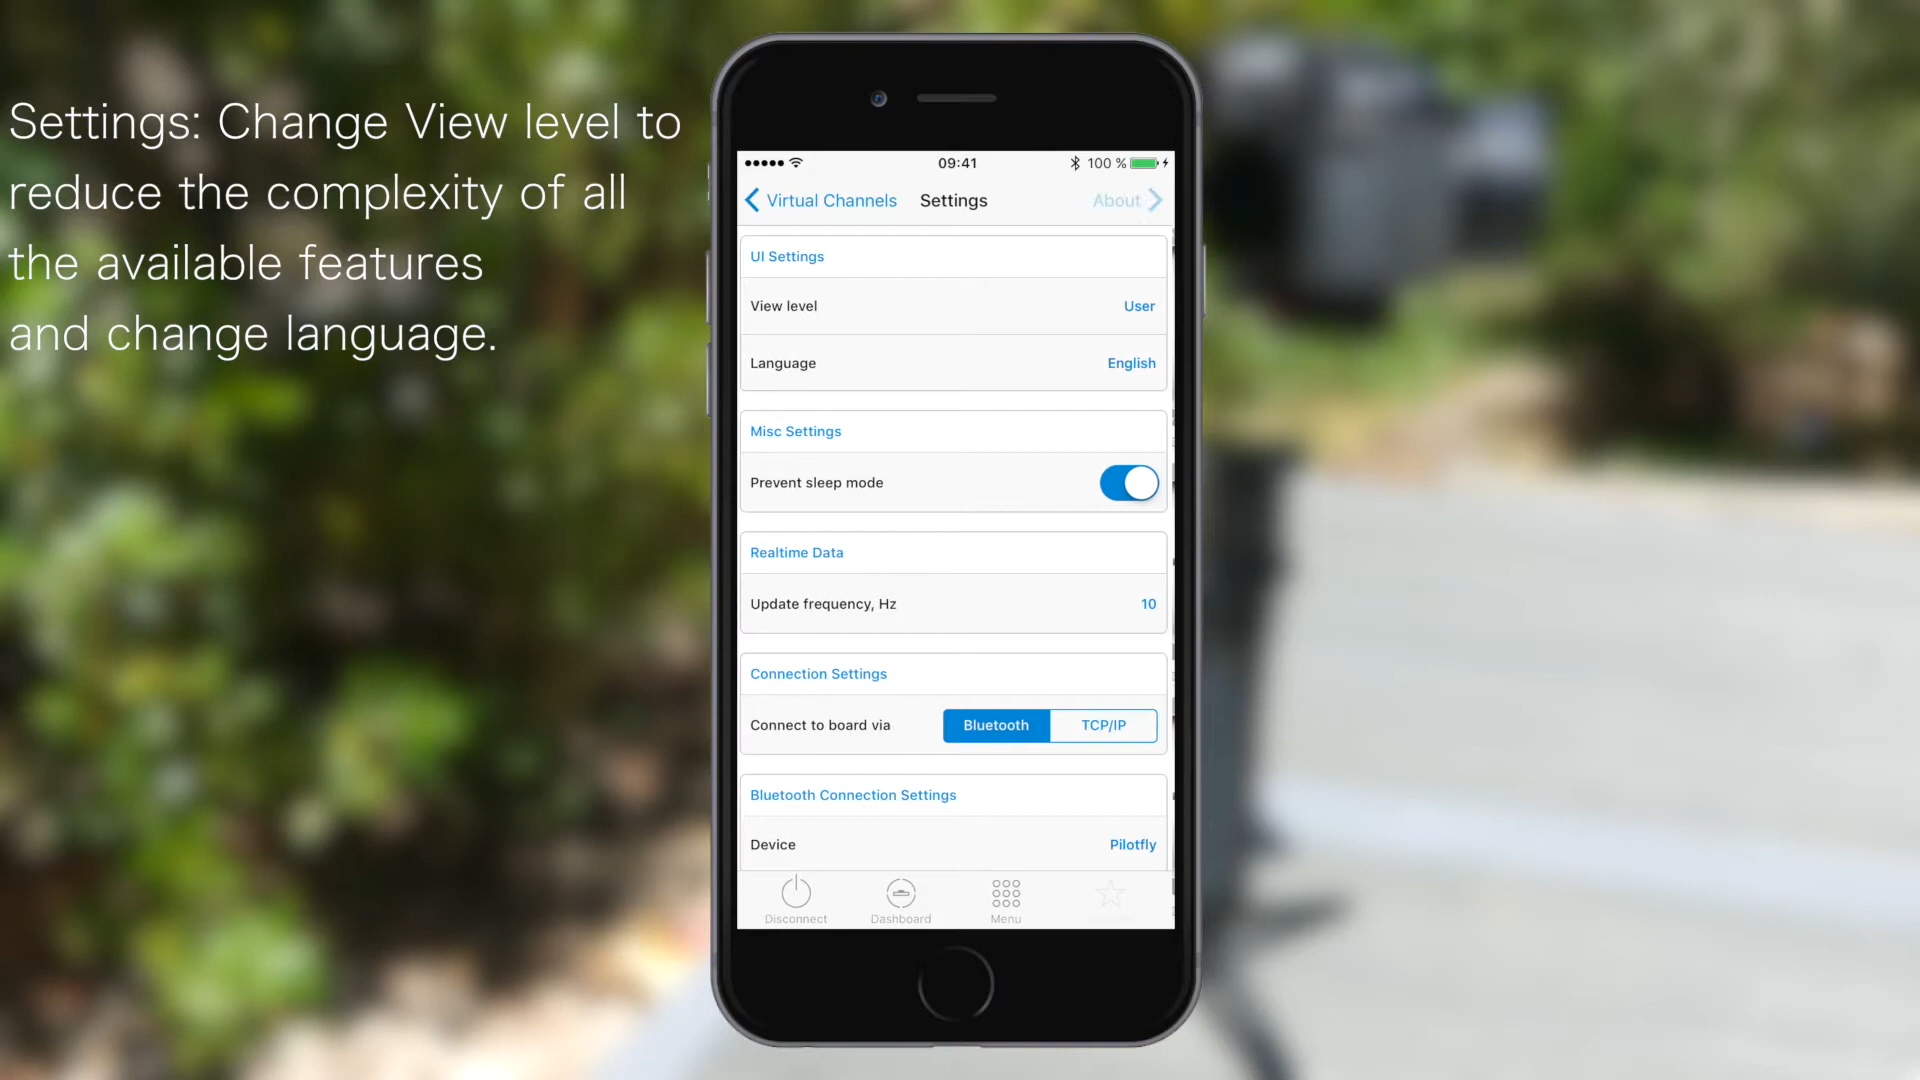 Settings: Change View level to
reduce the complexity of all
the available features
and change language.
09:41
100 %
Virtual Channels
Settings
About
UI Settings
View level
User
Language
English
Misc Settings
Prevent sleep mode
Realtime Data
Update frequency, Hz
10
Connection Settings
Connect to board via
Bluetooth
TCP/IP
Bluetooth Connection Settings
Device
Pilotfly
Disconnect
Dashboard
Menu